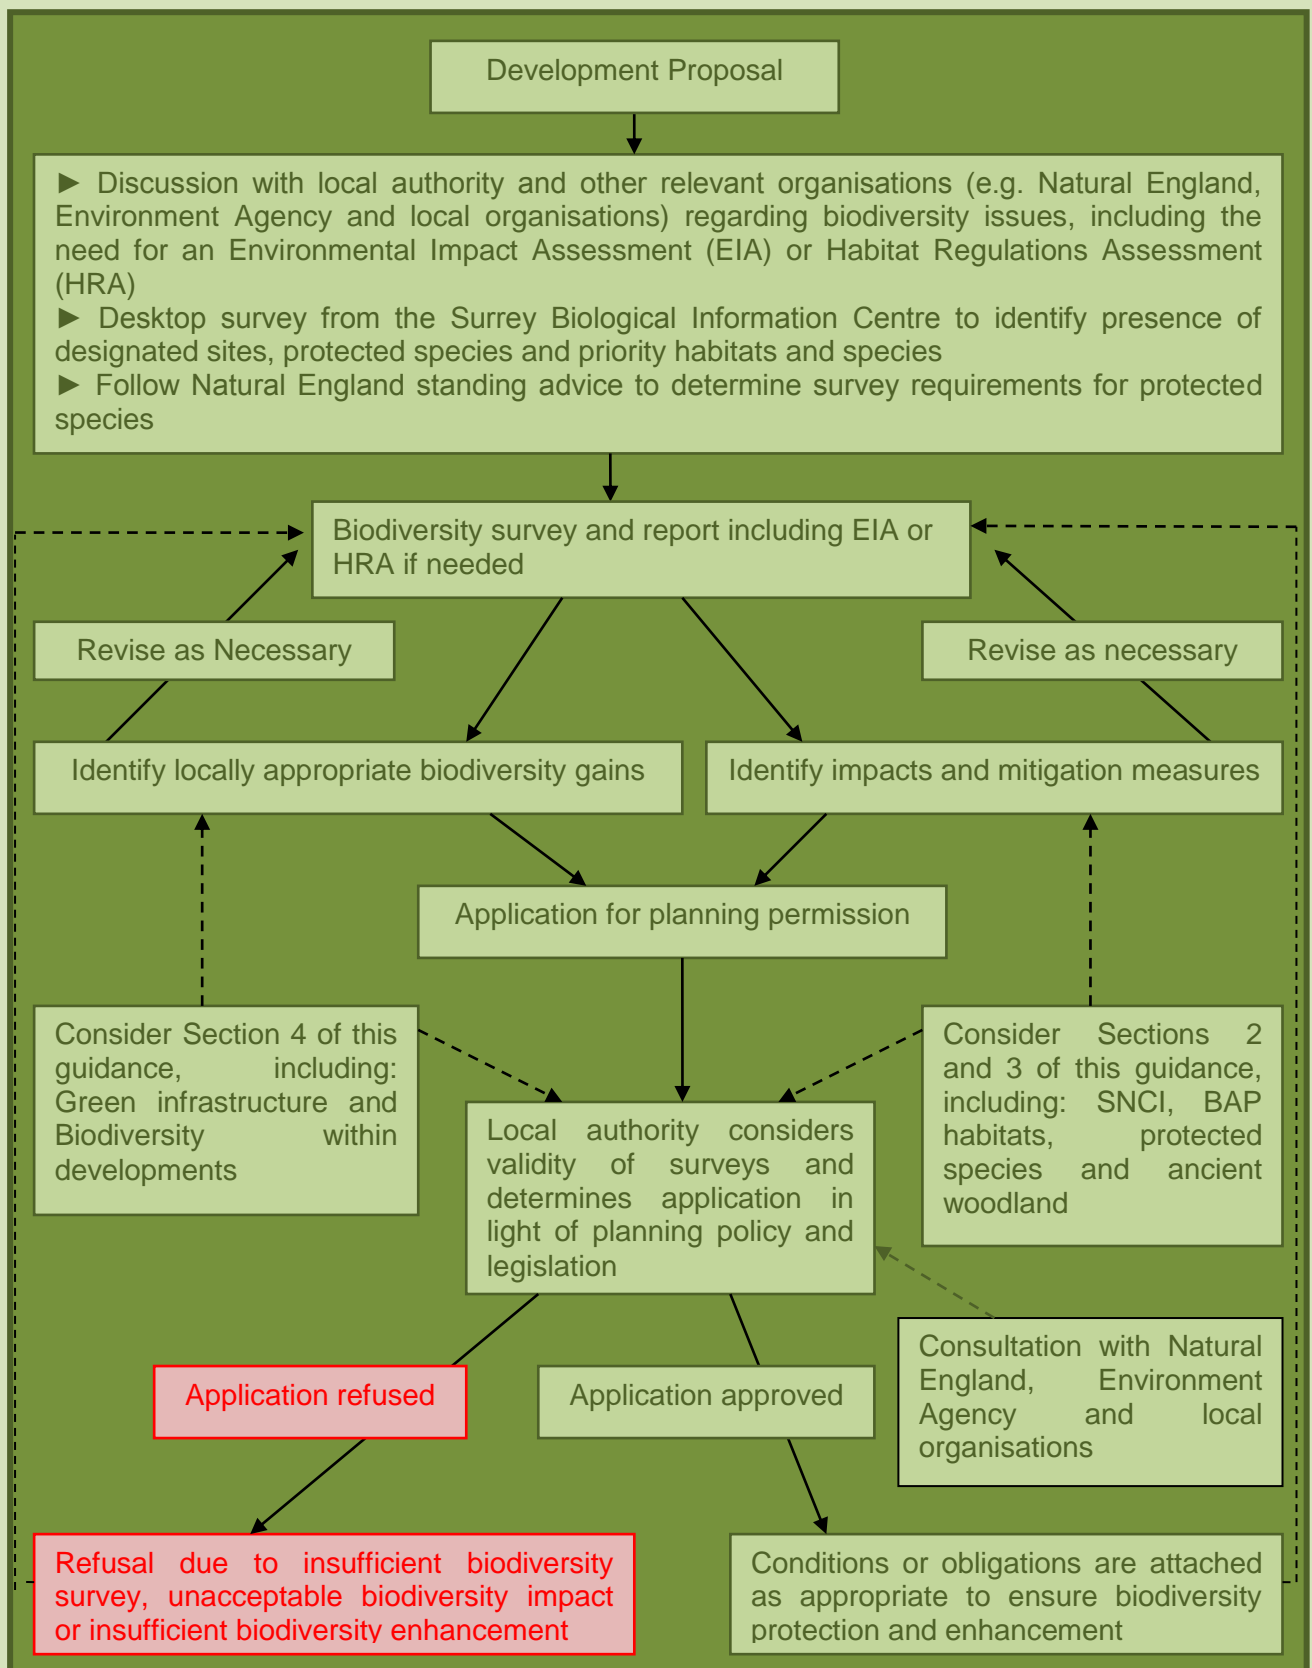 Development Proposal
► Discussion with local authority and other relevant organisations (e.g. Natural England,
Environment Agency and local organisations) regarding biodiversity issues, including the
need for an Environmental Impact Assessment (EIA) or Habitat Regulations Assessment
(HRA)
► Desktop survey from the Surrey Biological Information Centre to identify presence of
designated sites, protected species and priority habitats and species
► Follow Natural England standing advice to determine survey requirements for protected
species
Biodiversity survey and report including EIA or
HRA if needed
Revise as Necessary
Revise as necessary
Identify locally appropriate biodiversity gains
Identify impacts and mitigation measures
Application for planning permission
Consider Section 4 of this
guidance, including:
Green infrastructure and
Biodiversity within
developments
Consider Sections 2
and 3 of this guidance,
including: SNCI, BAP
habitats, protected
species and ancient
woodland
Local authority considers
validity of surveys and
determines application in
light of planning policy and
legislation
Consultation with Natural
England, Environment
Agency and local
organisations
Application refused
Application approved
Refusal due to insufficient biodiversity
survey, unacceptable biodiversity impact
or insufficient biodiversity enhancement
Conditions or obligations are attached
as appropriate to ensure biodiversity
protection and enhancement